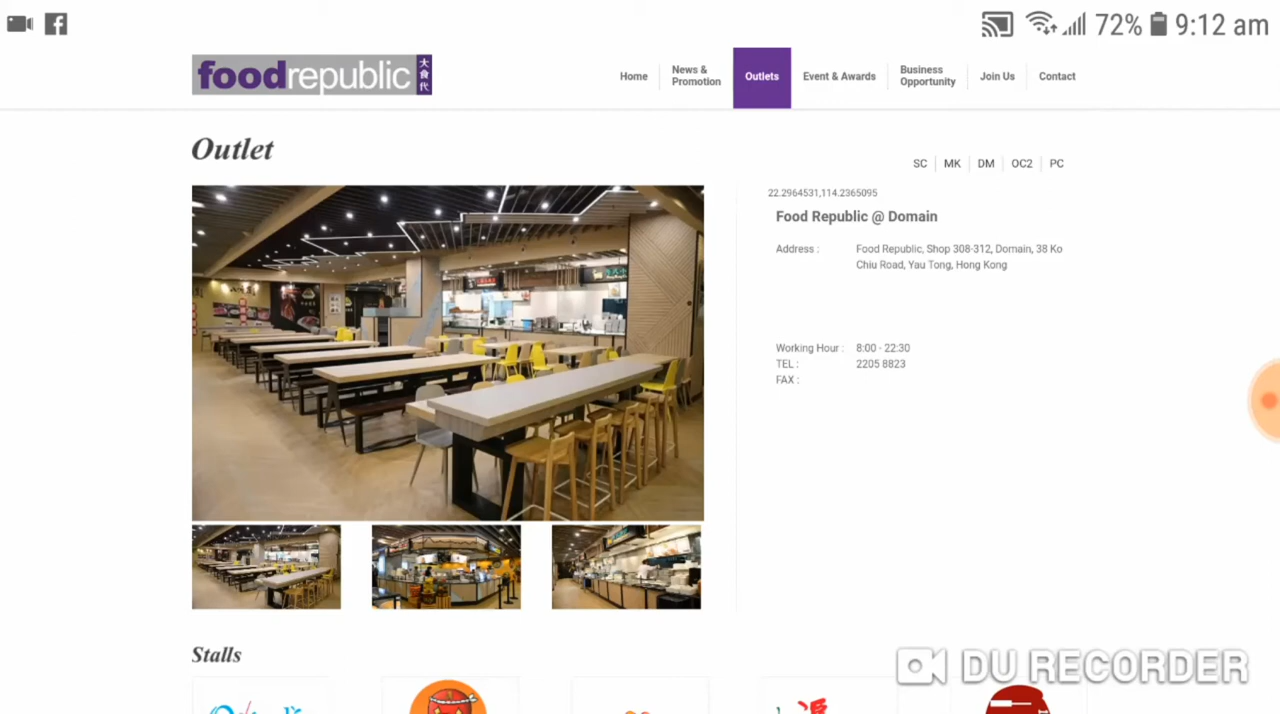 72% 9:12 am
foodrepublic 大食代
Home
News & Promotion
Outlets
Event & Awards
Business Opportunity
Join Us
Contact
Outlet
SC MK DM OC2 PC
22.2964531,114.2365095
Food Republic @ Domain
Address : Food Republic, Shop 308-312, Domain, 38 Ko
Chiu Road, Yau Tong, Hong Kong
Working Hour : 8:00 - 22:30
TEL : 2205 8823
FAX :
Stalls
DU RECORDER